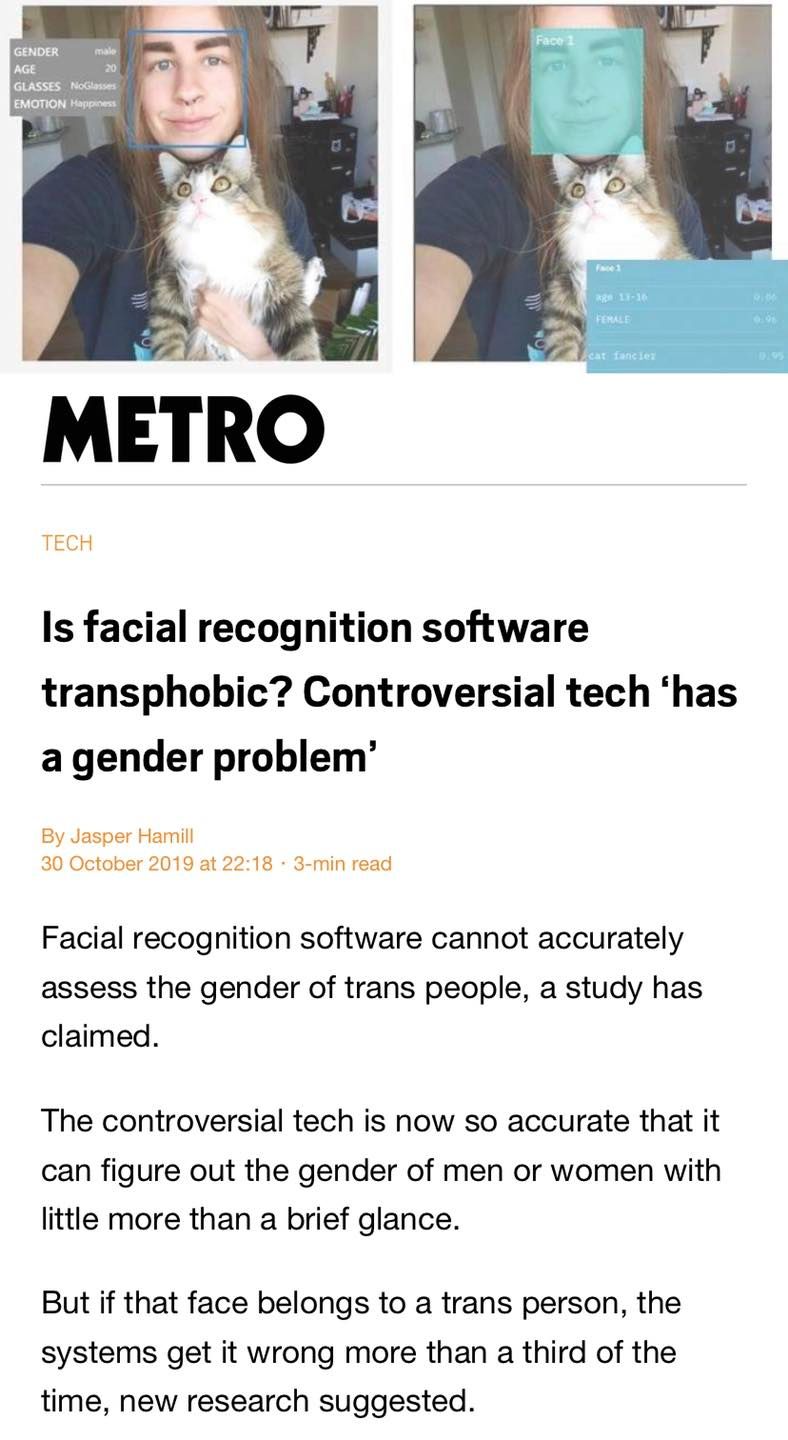 GENDER male
AGE 20
GLASSES NoGlasses
EMOTION Happiness
Face 1
Face 1
age 13-16 0.86
FEMALE 0.96
cat fancier 0.95
METRO
TECH
Is facial recognition software
transphobic? Controversial tech ‘has
a gender problem’
By Jasper Hamill
30 October 2019 at 22:18 · 3-min read
Facial recognition software cannot accurately
assess the gender of trans people, a study has
claimed.
The controversial tech is now so accurate that it
can figure out the gender of men or women with
little more than a brief glance.
But if that face belongs to a trans person, the
systems get it wrong more than a third of the
time, new research suggested.